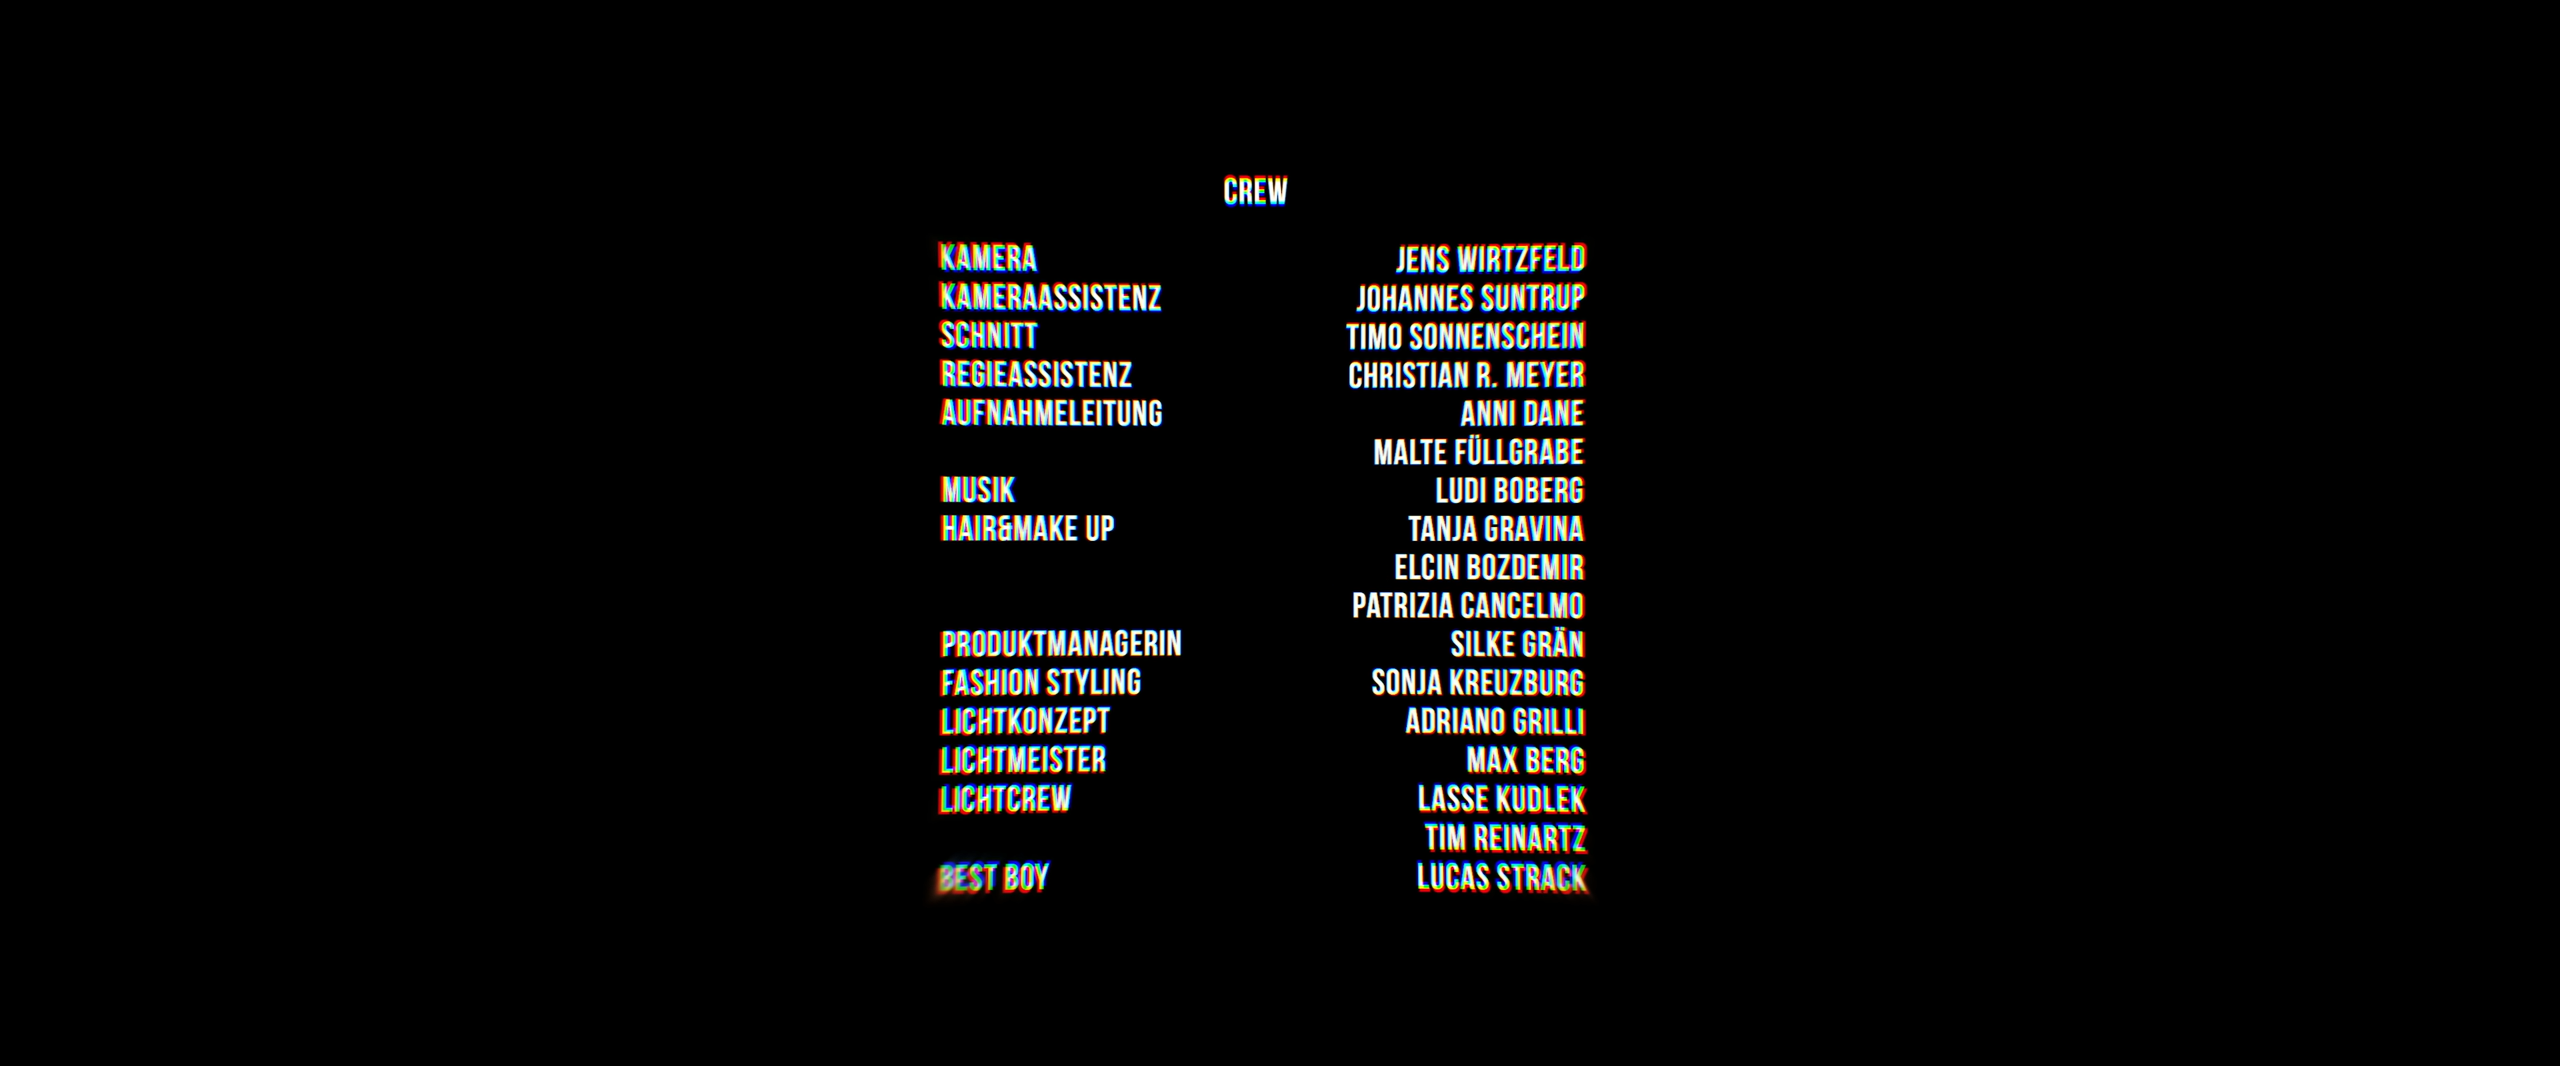 CREW
KAMERA JENS WIRTZFELD
KAMERAASSISTENZ JOHANNES SUNTRUP
SCHNITT TIMO SONNENSCHEIN
REGIEASSISTENZ CHRISTIAN R. MEYER
AUFNAHMELEITUNG ANNI DANE
MALTE FÜLLGRABE
MUSIK LUDI BOBERG
HAIR&MAKE UP TANJA GRAVINA
ELCIN BOZDEMIR
PATRIZIA CANCELMO
PRODUKTMANAGERIN SILKE GRÄN
FASHION STYLING SONJA KREUZBURG
LICHTKONZEPT ADRIANO GRILLI
LICHTMEISTER MAX BERG
LICHTCREW LASSE KUDLEK
TIM REINARTZ
BEST BOY LUCAS STRACK